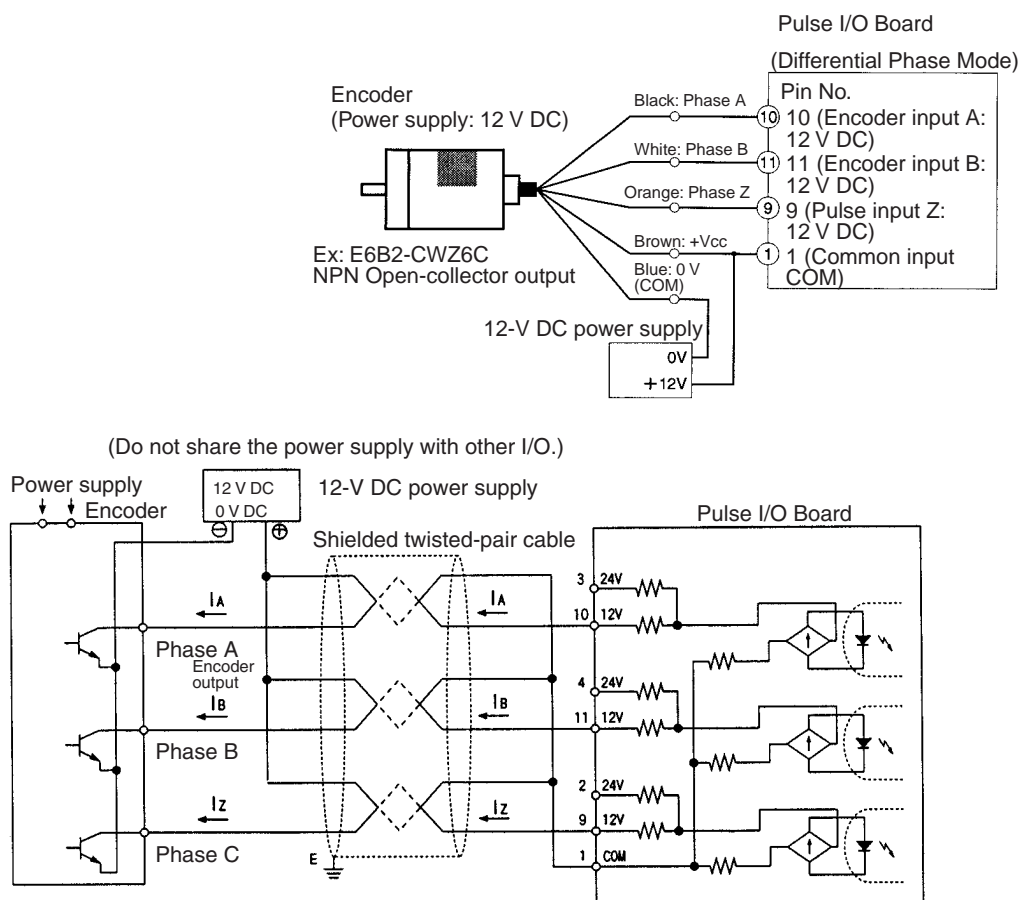 Pulse I/O Board
(Differential Phase Mode)
Encoder
(Power supply: 12 V DC)
Black: Phase A
White: Phase B
Orange: Phase Z
Brown: +Vcc
Blue: 0 V
(COM)
Pin No.
10
10 (Encoder input A:
12 V DC)
11
11 (Encoder input B:
12 V DC)
9
9 (Pulse input Z:
12 V DC)
1
1 (Common input
COM)
Ex: E6B2-CWZ6C
NPN Open-collector output
12-V DC power supply
0V
+12V
(Do not share the power supply with other I/O.)
Power supply
Encoder
12 V DC
0 V DC
12-V DC power supply
Shielded twisted-pair cable
Pulse I/O Board
IA
IA
3 24V
10 12V
Phase A
Encoder
output
IB
IB
4 24V
11 12V
Phase B
IZ
IZ
2 24V
9 12V
Phase C
E
1 COM